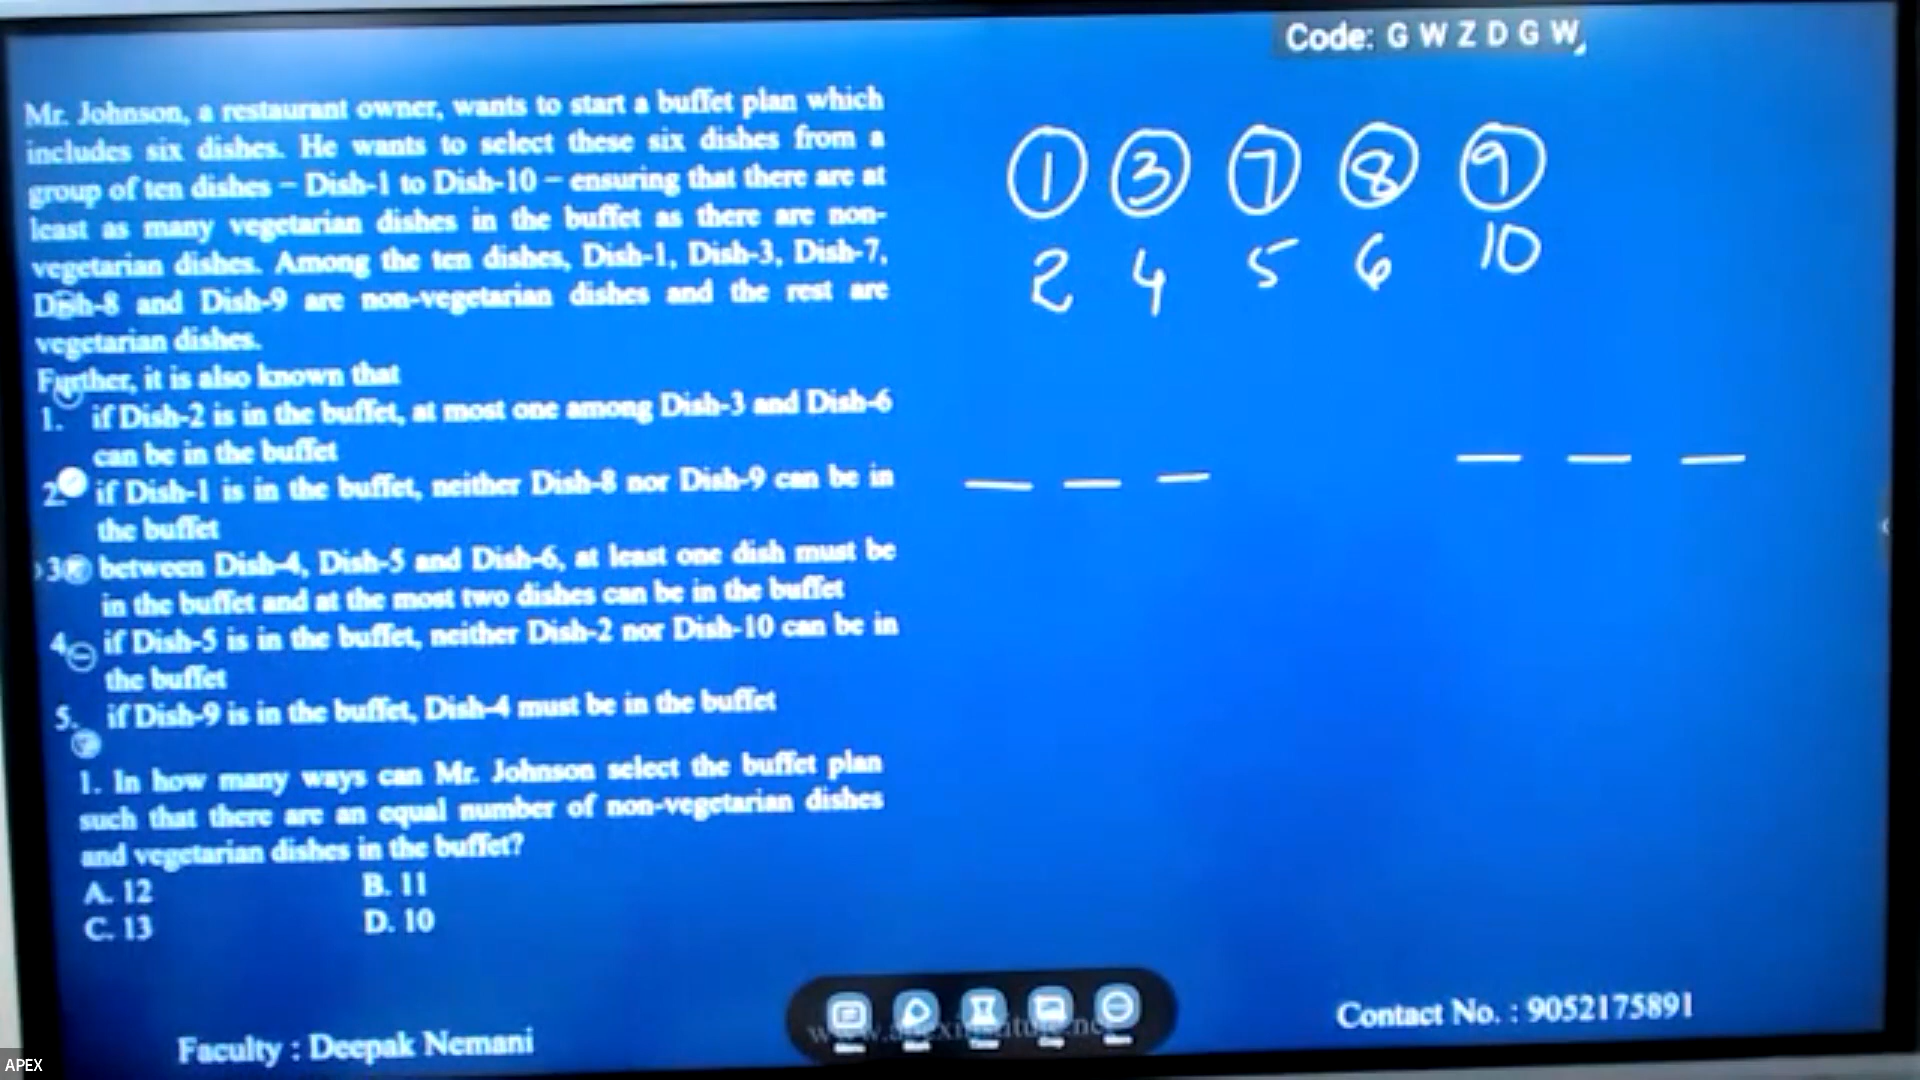 Code: G W Z D G W
Mr. Johnson, a restaurant owner, wants to start a buffet plan which
includes six dishes. He wants to select these six dishes from a
group of ten dishes – Dish-1 to Dish-10 – ensuring that there are at
least as many vegetarian dishes in the buffet as there are non-
vegetarian dishes. Among the ten dishes, Dish-1, Dish-3, Dish-7,
Dish-8 and Dish-9 are non-vegetarian dishes and the rest are
vegetarian dishes.
Further, it is also known that
1. if Dish-2 is in the buffet, at most one among Dish-3 and Dish-6
can be in the buffet
2. if Dish-1 is in the buffet, neither Dish-8 nor Dish-9 can be in
the buffet
3. between Dish-4, Dish-5 and Dish-6, at least one dish must be
in the buffet and at the most two dishes can be in the buffet
4. if Dish-5 is in the buffet, neither Dish-2 nor Dish-10 can be in
the buffet
5. if Dish-9 is in the buffet, Dish-4 must be in the buffet
1. In how many ways can Mr. Johnson select the buffet plan
such that there are an equal number of non-vegetarian dishes
and vegetarian dishes in the buffet?
A. 12 B. 11
C. 13 D. 10
1 3 7 8 9
2 4 5 6 10
Faculty : Deepak Nemani
Contact No. : 9052175891
APEX